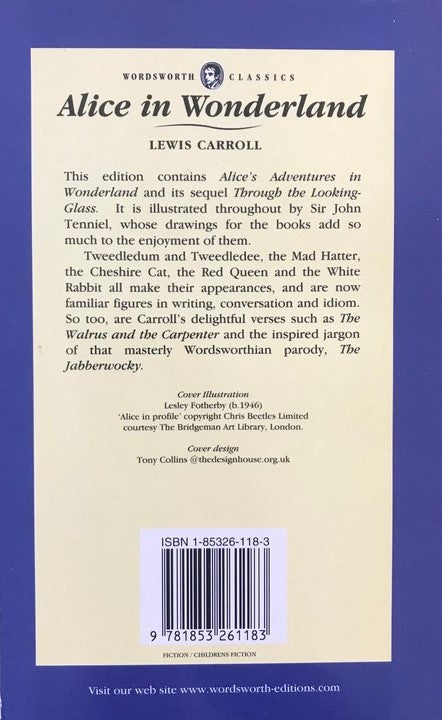 WORDSWORTH CLASSICS
Alice in Wonderland
LEWIS CARROLL
This edition contains Alice's Adventures in
Wonderland and its sequel Through the Looking-
Glass. It is illustrated throughout by Sir John
Tenniel, whose drawings for the books add so
much to the enjoyment of them.
Tweedledum and Tweedledee, the Mad Hatter,
the Cheshire Cat, the Red Queen and the White
Rabbit all make their appearances, and are now
familiar figures in writing, conversation and idiom.
So too, are Carroll's delightful verses such as The
Walrus and the Carpenter and the inspired jargon
of that masterly Wordsworthian parody, The
Jabberwocky.
Cover Illustration
Lesley Fotherby (b.1946)
'Alice in profile' copyright Chris Beetles Limited
courtesy The Bridgeman Art Library, London.
Cover design
Tony Collins @thedesignhouse.org.uk
ISBN 1-85326-118-3
9 781853 261183
FICTION / CHILDRENS FICTION
Visit our web site www.wordsworth-editions.com